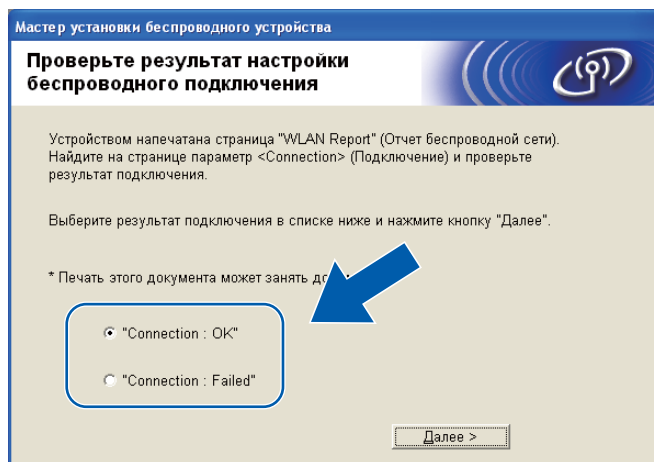 Мастер установки беспроводного устройства
Проверьте результат настройки
беспроводного подключения
Устройством напечатана страница "WLAN Report" (Отчет беспроводной сети).
Найдите на странице параметр <Connection> (Подключение) и проверьте
результат подключения.
Выберите результат подключения в списке ниже и нажмите кнопку "Далее".
* Печать этого документа может занять
"Connection : OK"
"Connection : Failed"
Далее >